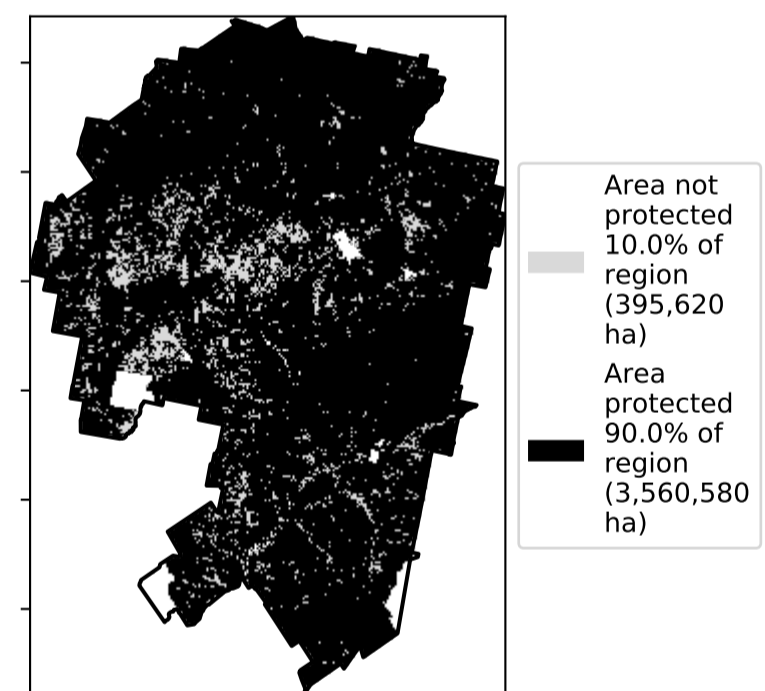 Area not
protected
10.0% of
region
(395,620
ha)
Area
protected
90.0% of
region
(3,560,580
ha)